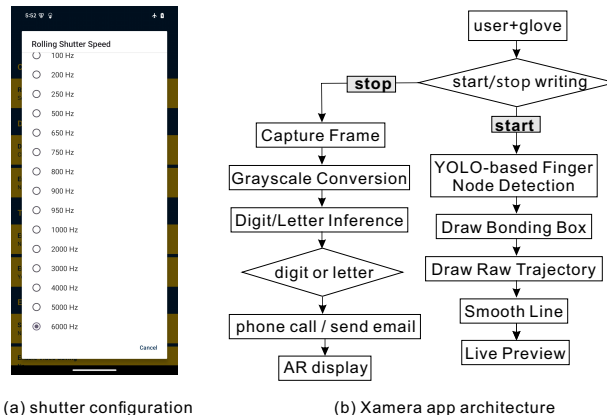 5:52
Rolling Shutter Speed
100 Hz
200 Hz
250 Hz
500 Hz
650 Hz
750 Hz
800 Hz
900 Hz
950 Hz
1000 Hz
2000 Hz
3000 Hz
4000 Hz
5000 Hz
6000 Hz
Cancel
(a) shutter configuration
user+glove
start/stop writing
stop
start
Capture Frame
Grayscale Conversion
Digit/Letter Inference
digit or letter
phone call / send email
AR display
YOLO-based Finger
Node Detection
Draw Bonding Box
Draw Raw Trajectory
Smooth Line
Live Preview
(b) Xamera app architecture